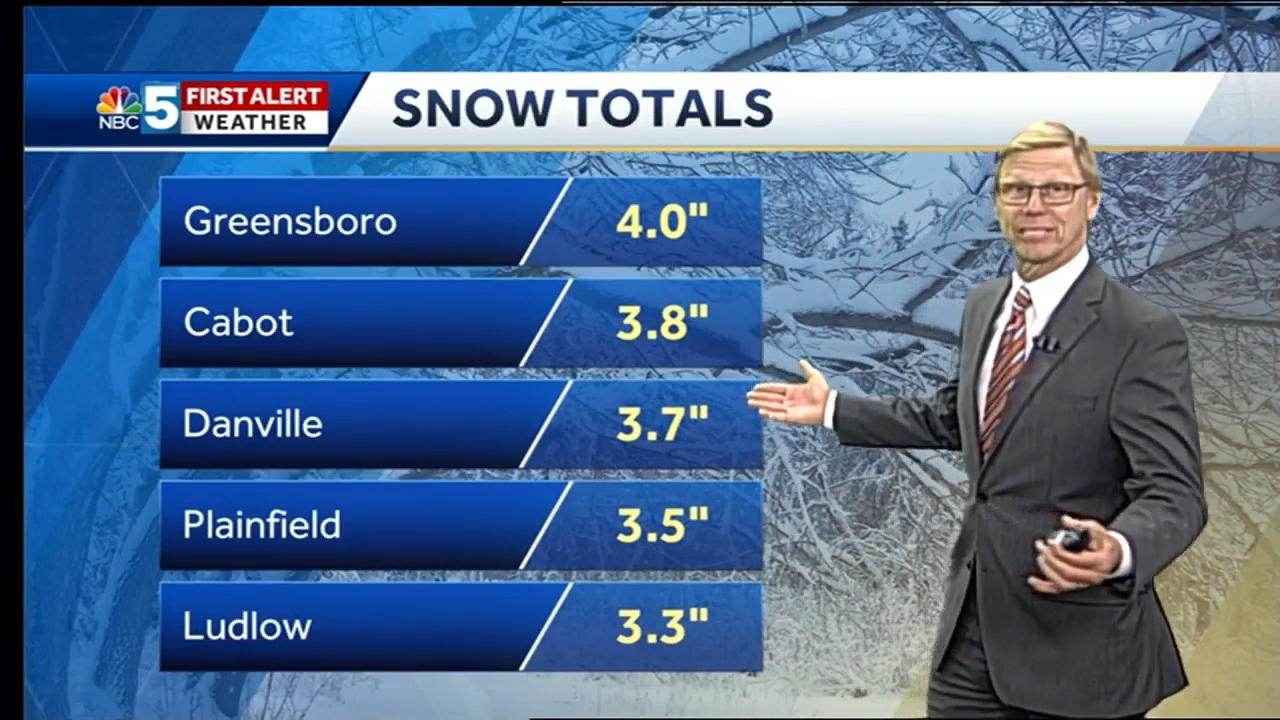 NBC 5 FIRST ALERT WEATHER
SNOW TOTALS
Greensboro 4.0"
Cabot 3.8"
Danville 3.7"
Plainfield 3.5"
Ludlow 3.3"